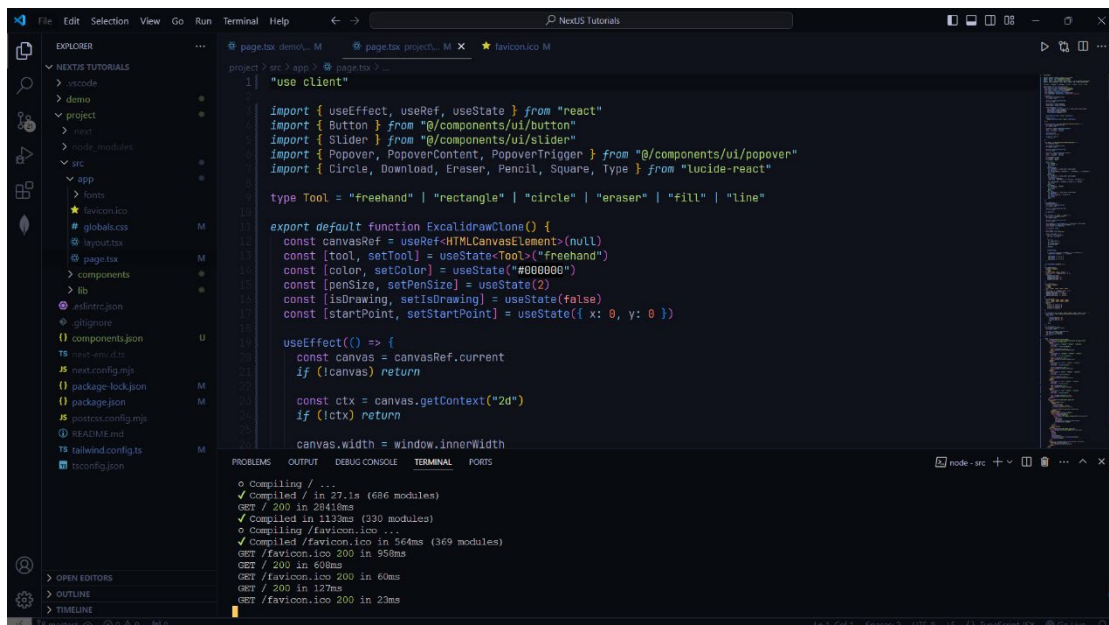 File Edit Selection View Go Run Terminal Help
NextJS Tutorials
EXPLORER
NEXTJS TUTORIALS
.vscode
demo
project
.next
node_modules
src
app
fonts
favicon.ico
globals.css M
layout.tsx
page.tsx M
components
lib
.eslintrc.json
.gitignore
components.json U
next-env.d.ts
next.config.mjs
package-lock.json M
package.json M
postcss.config.mjs
README.md
tailwind.config.ts M
tsconfig.json
OPEN EDITORS
OUTLINE
TIMELINE
page.tsx demo\... M page.tsx project\... M favicon.ico M
project > src > app > page.tsx > ...
1 "use client"
import { useEffect, useRef, useState } from "react"
import { Button } from "@/components/ui/button"
import { Slider } from "@/components/ui/slider"
import { Popover, PopoverContent, PopoverTrigger } from "@/components/ui/popover"
import { Circle, Download, Eraser, Pencil, Square, Type } from "lucide-react"
type Tool = "freehand" | "rectangle" | "circle" | "eraser" | "fill" | "line"
export default function ExcalidrawClone() {
const canvasRef = useRef<HTMLCanvasElement>(null)
const [tool, setTool] = useState<Tool>("freehand")
const [color, setColor] = useState("#000000")
const [penSize, setPenSize] = useState(2)
const [isDrawing, setIsDrawing] = useState(false)
const [startPoint, setStartPoint] = useState({ x: 0, y: 0 })
useEffect(() => {
const canvas = canvasRef.current
if (!canvas) return
const ctx = canvas.getContext("2d")
if (!ctx) return
canvas.width = window.innerWidth
PROBLEMS OUTPUT DEBUG CONSOLE TERMINAL PORTS
node - src
○ Compiling / ...
✓ Compiled / in 27.1s (686 modules)
GET / 200 in 28418ms
✓ Compiled in 1133ms (330 modules)
○ Compiling /favicon.ico ...
✓ Compiled /favicon.ico in 564ms (369 modules)
GET /favicon.ico 200 in 958ms
GET / 200 in 608ms
GET /favicon.ico 200 in 60ms
GET / 200 in 127ms
GET /favicon.ico 200 in 23ms